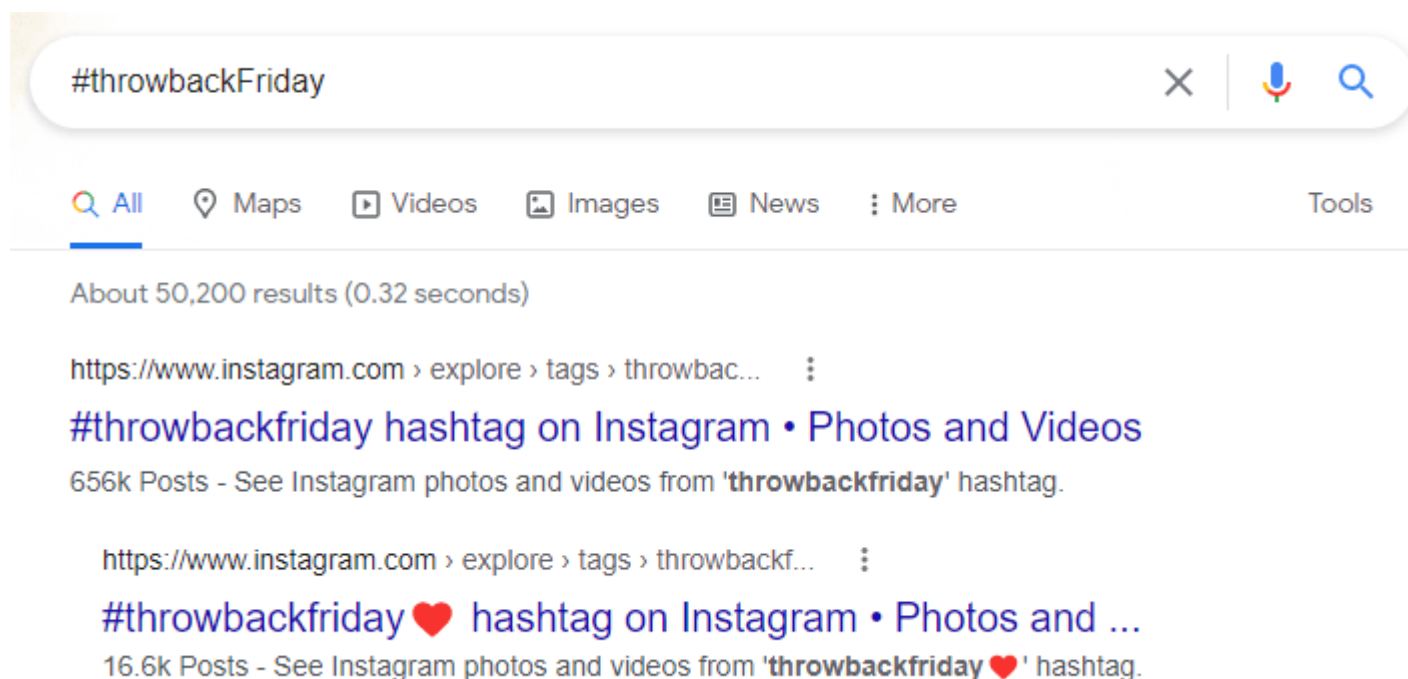 #throwbackFriday
All Maps Videos Images News More Tools
About 50,200 results (0.32 seconds)
https://www.instagram.com › explore › tags › throwbac...
#throwbackfriday hashtag on Instagram • Photos and Videos
656k Posts - See Instagram photos and videos from 'throwbackfriday' hashtag.
https://www.instagram.com › explore › tags › throwbackf...
#throwbackfriday❤️ hashtag on Instagram • Photos and ...
16.6k Posts - See Instagram photos and videos from 'throwbackfriday❤️' hashtag.